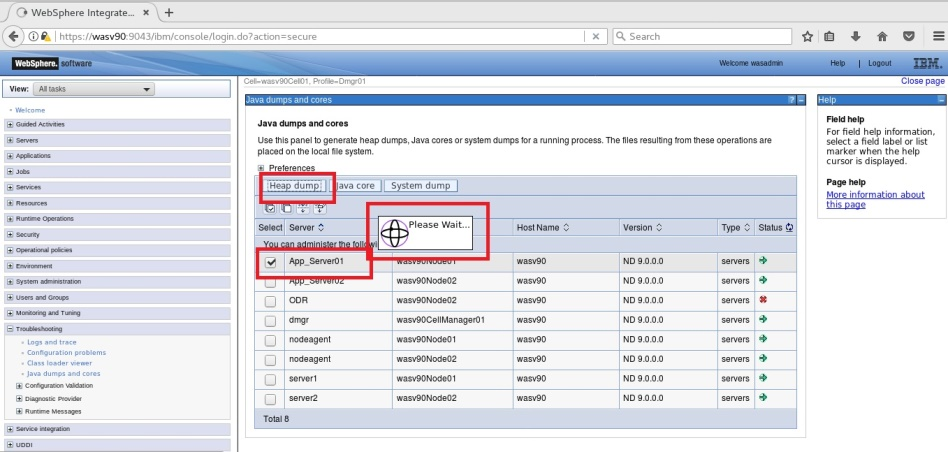 WebSphere Integrate...
https://wasv90:9043/ibm/console/login.do?action=secure
Search
WebSphere. software
Welcome wasadmin
Help
Logout
IBM.
View:
All tasks
Welcome
Guided Activities
Servers
Applications
Jobs
Services
Resources
Runtime Operations
Security
Operational policies
Environment
System administration
Users and Groups
Monitoring and Tuning
Troubleshooting
Logs and trace
Configuration problems
Class loader viewer
Java dumps and cores
Configuration Validation
Diagnostic Provider
Runtime Messages
Service integration
UDDI
Cell=wasv90Cell01, Profile=Dmgr01
Close page
Java dumps and cores
Java dumps and cores
Use this panel to generate heap dumps, Java cores or system dumps for a running process. The files resulting from these operations are
placed on the local file system.
Preferences
Heap dump Java core System dump
Please Wait...
Select Server Host Name Version Type Status
You can administer the
App_Server01 wasv90Node01 wasv90 ND 9.0.0.0 servers
App_Server02 wasv90Node02 wasv90 ND 9.0.0.0 servers
ODR wasv90Node02 wasv90 ND 9.0.0.0 servers
dmgr wasv90CellManager01 wasv90 ND 9.0.0.0 servers
nodeagent wasv90Node01 wasv90 ND 9.0.0.0 servers
nodeagent wasv90Node02 wasv90 ND 9.0.0.0 servers
server1 wasv90Node01 wasv90 ND 9.0.0.0 servers
server2 wasv90Node02 wasv90 ND 9.0.0.0 servers
Total 8
Help
Field help
For field help information,
select a field label or list
marker when the help
cursor is displayed.
Page help
More information about
this page